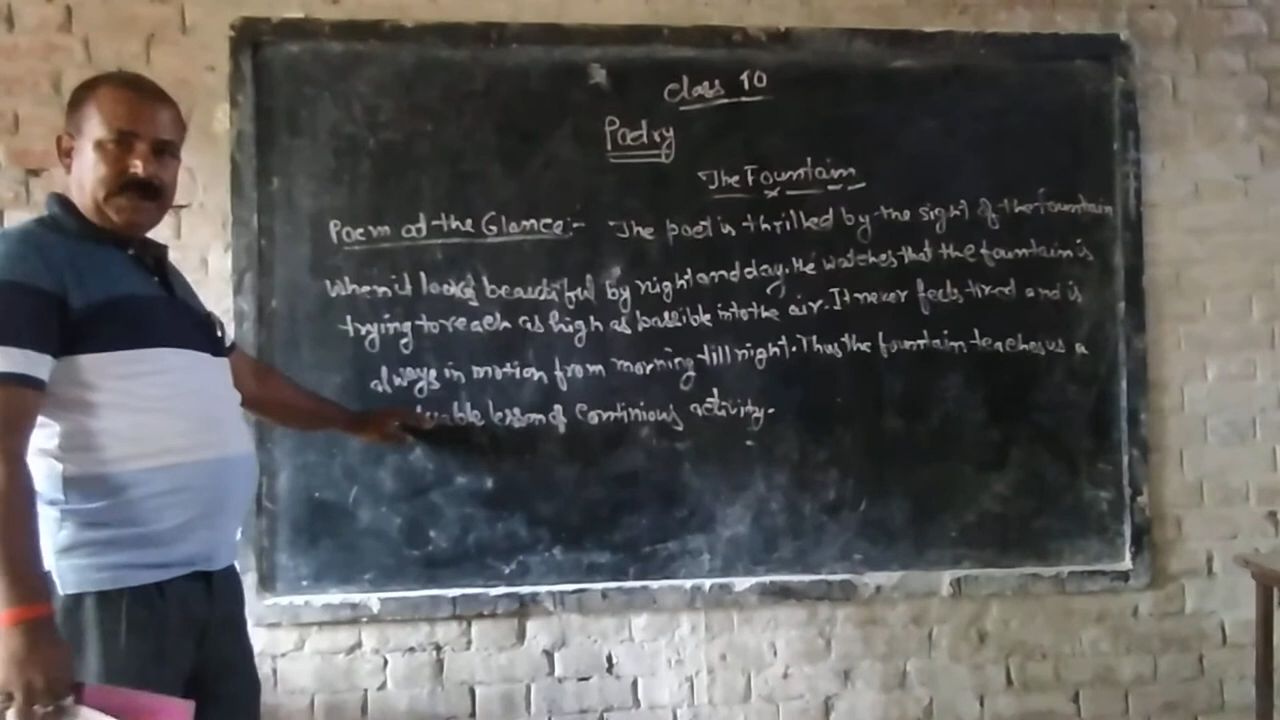 Class 10
Poetry
The Fountain
Poem at the Glance:- The poet is thrilled by the sight of the fountain
when it looks beautiful by night and day. He watches that the fountain is
trying to reach as high as passible into the air. It never feels tired and is
always in motion from morning till night. Thus the fountain teaches us a
lesson of continious activity.